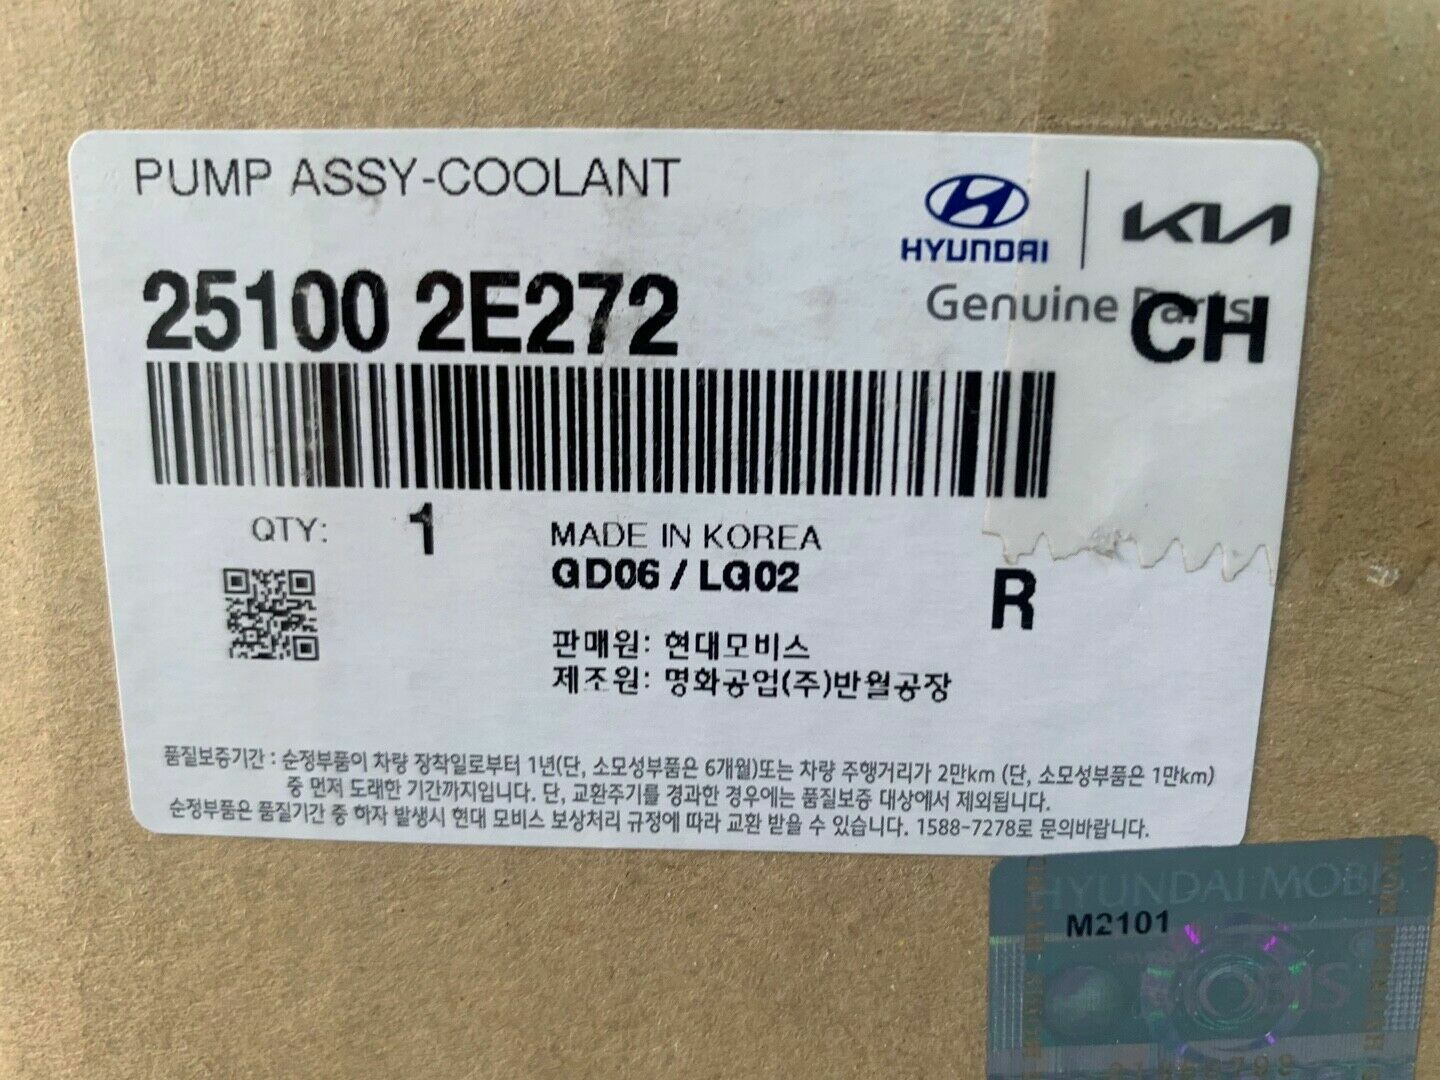 PUMP ASSY-COOLANT
HYUNDAI KIA
Genuine Parts
25100 2E272 CH
QTY: 1
MADE IN KOREA
GD06 / LG02
R
판매원: 현대모비스
제조원: 명화공업(주)반월공장
품질보증기간 : 순정부품이 차량 장착일로부터 1년(단, 소모성부품은 6개월)또는 차량 주행거리가 2만km (단, 소모성부품은 1만km)
중 먼저 도래한 기간까지입니다. 단, 교환주기를 경과한 경우에는 품질보증 대상에서 제외됩니다.
순정부품은 품질기간 중 하자 발생시 현대 모비스 보상처리 규정에 따라 교환 받을 수 있습니다. 1588-7278로 문의바랍니다.
HYUNDAI MOBIS
M2101
MOBIS